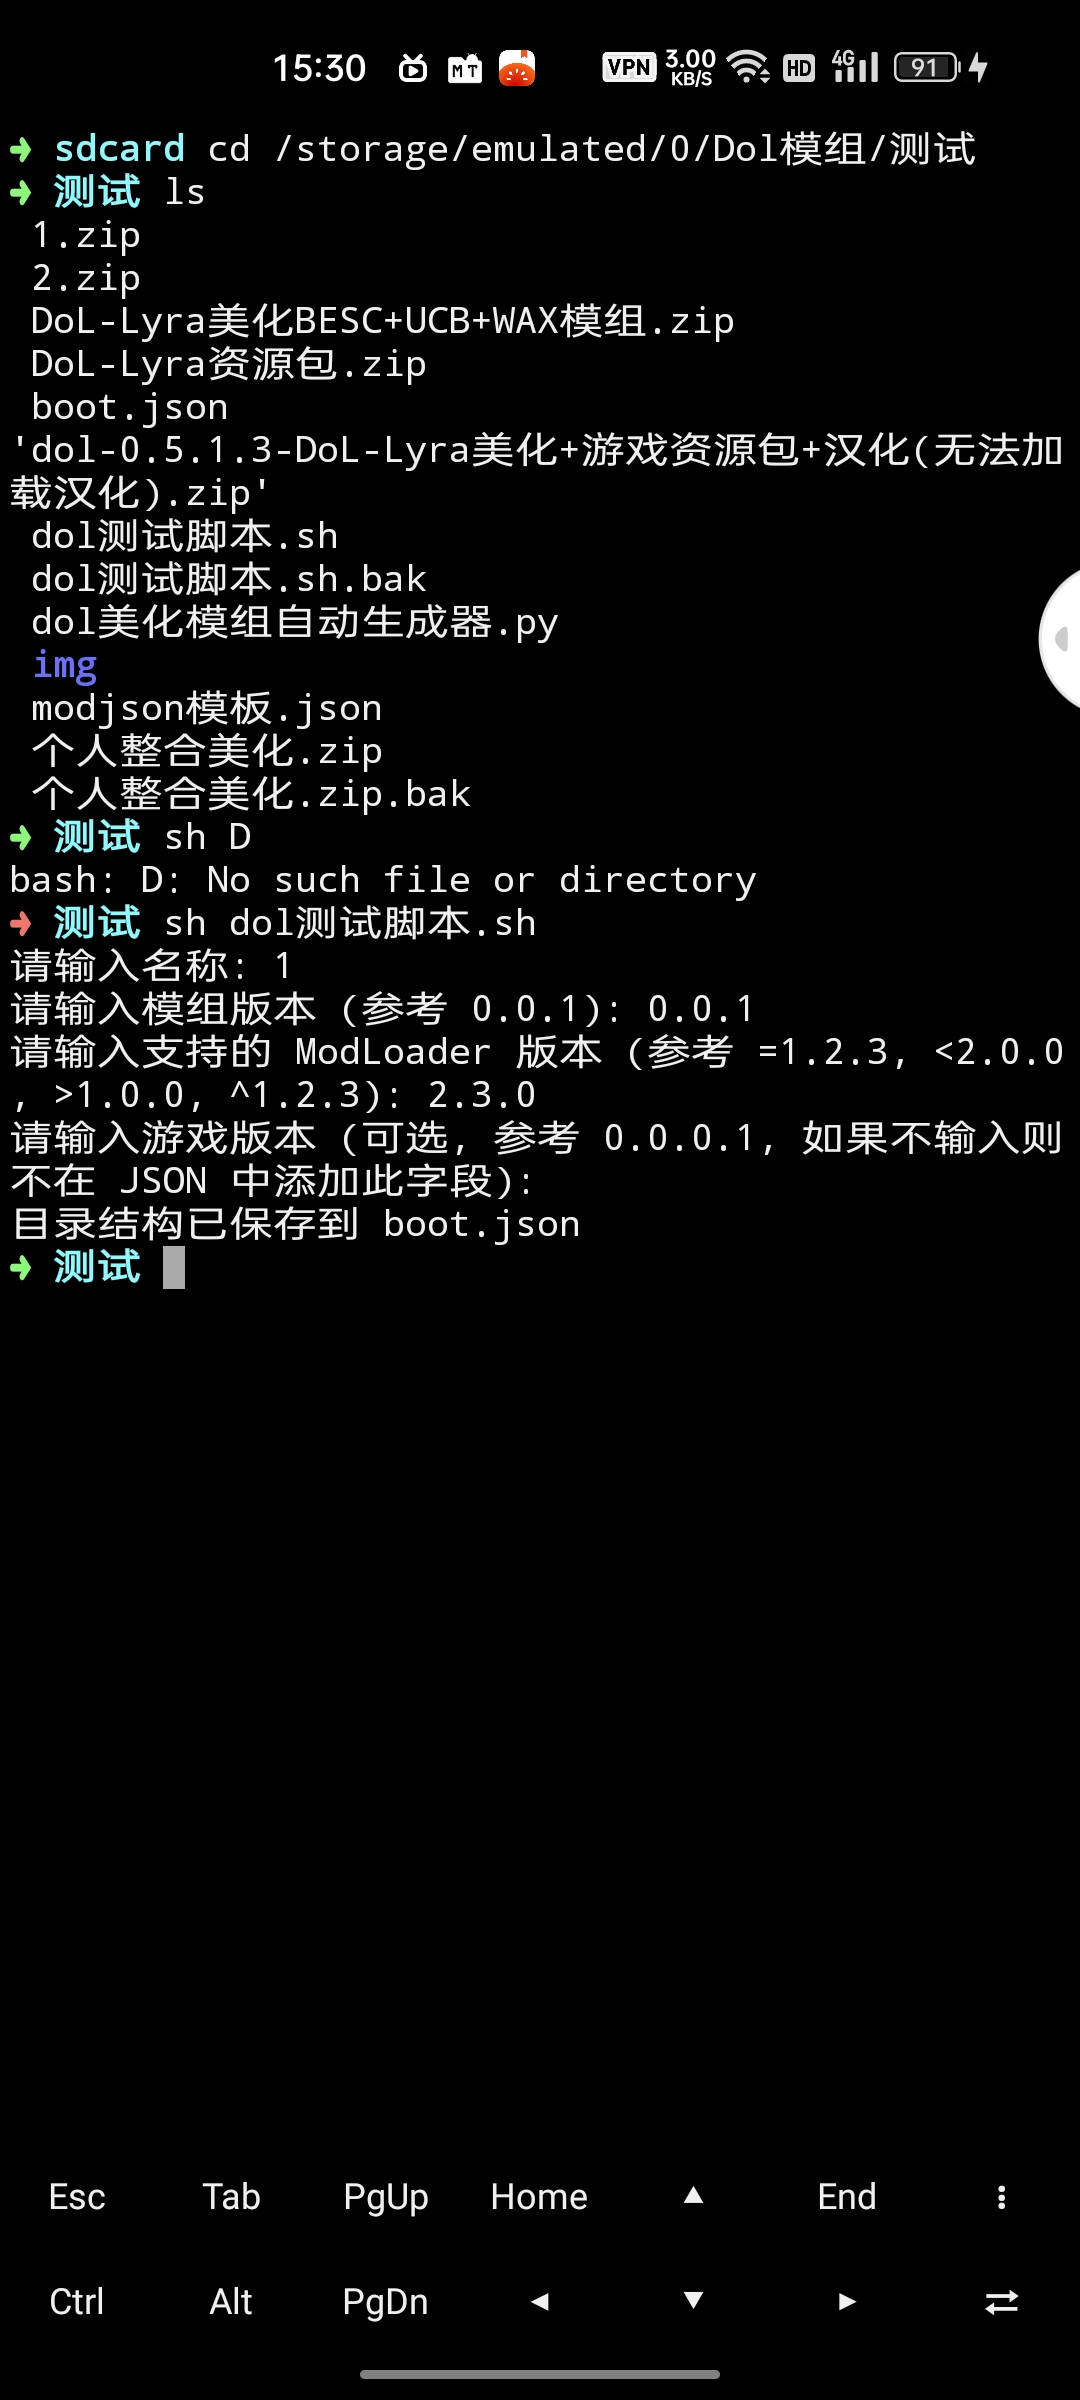 15:30 VPN 3.00 KB/S HD 4G 91
➜ sdcard cd /storage/emulated/0/Dol模组/测试
➜ 测试 ls
1.zip
2.zip
DoL-Lyra美化BESC+UCB+WAX模组.zip
DoL-Lyra资源包.zip
boot.json
'dol-0.5.1.3-DoL-Lyra美化+游戏资源包+汉化(无法加
载汉化).zip'
dol测试脚本.sh
dol测试脚本.sh.bak
dol美化模组自动生成器.py
img
modjson模板.json
个人整合美化.zip
个人整合美化.zip.bak
➜ 测试 sh D
bash: D: No such file or directory
➜ 测试 sh dol测试脚本.sh
请输入名称: 1
请输入模组版本 (参考 0.0.1): 0.0.1
请输入支持的 ModLoader 版本 (参考 =1.2.3, <2.0.0
, >1.0.0, ^1.2.3): 2.3.0
请输入游戏版本 (可选, 参考 0.0.0.1, 如果不输入则
不在 JSON 中添加此字段):
目录结构已保存到 boot.json
➜ 测试
Esc Tab PgUp Home ▲ End ⋮
Ctrl Alt PgDn ◀ ▼ ▶ ⇄